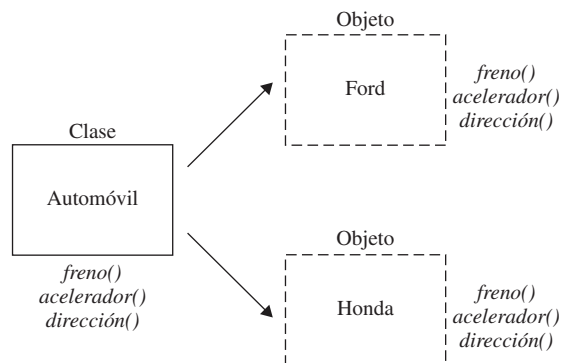 Objeto
Ford
freno()
acelerador()
dirección()
Clase
Automóvil
freno()
acelerador()
dirección()
Objeto
Honda
freno()
acelerador()
dirección()